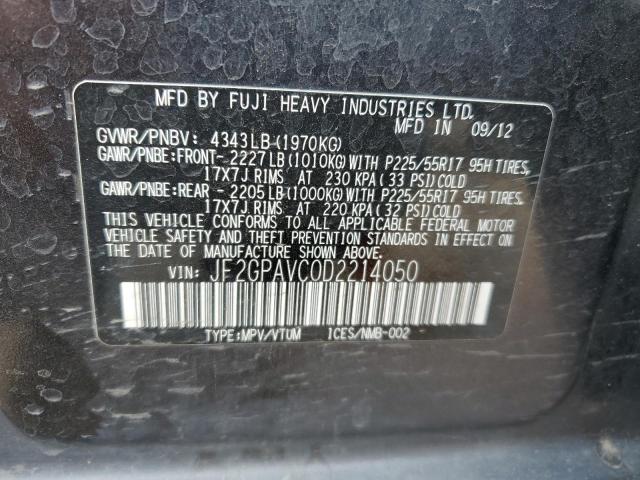 MFD BY FUJI HEAVY INDUSTRIES LTD.
MFD IN 09/12
GVWR/PNBV: 4343LB(1970KG)
GAWR/PNBE:FRONT- 2227LB(1010KG)WITH P225/55R17 95H TIRES,
17X7J RIMS AT 230 KPA(33 PSI)COLD
GAWR/PNBE:REAR - 2205LB(1000KG)WITH P225/55R17 95H TIRES,
17X7J RIMS AT 220 KPA(32 PSI)COLD
THIS VEHICLE CONFORMS TO ALL APPLICABLE FEDERAL MOTOR
VEHICLE SAFETY AND THEFT PREVENTION STANDARDS IN EFFECT ON
THE DATE OF MANUFACTURE SHOWN ABOVE.
VIN: JF2GPAVC0D2214050
TYPE:MPV/VTUM ICES/NMB-002